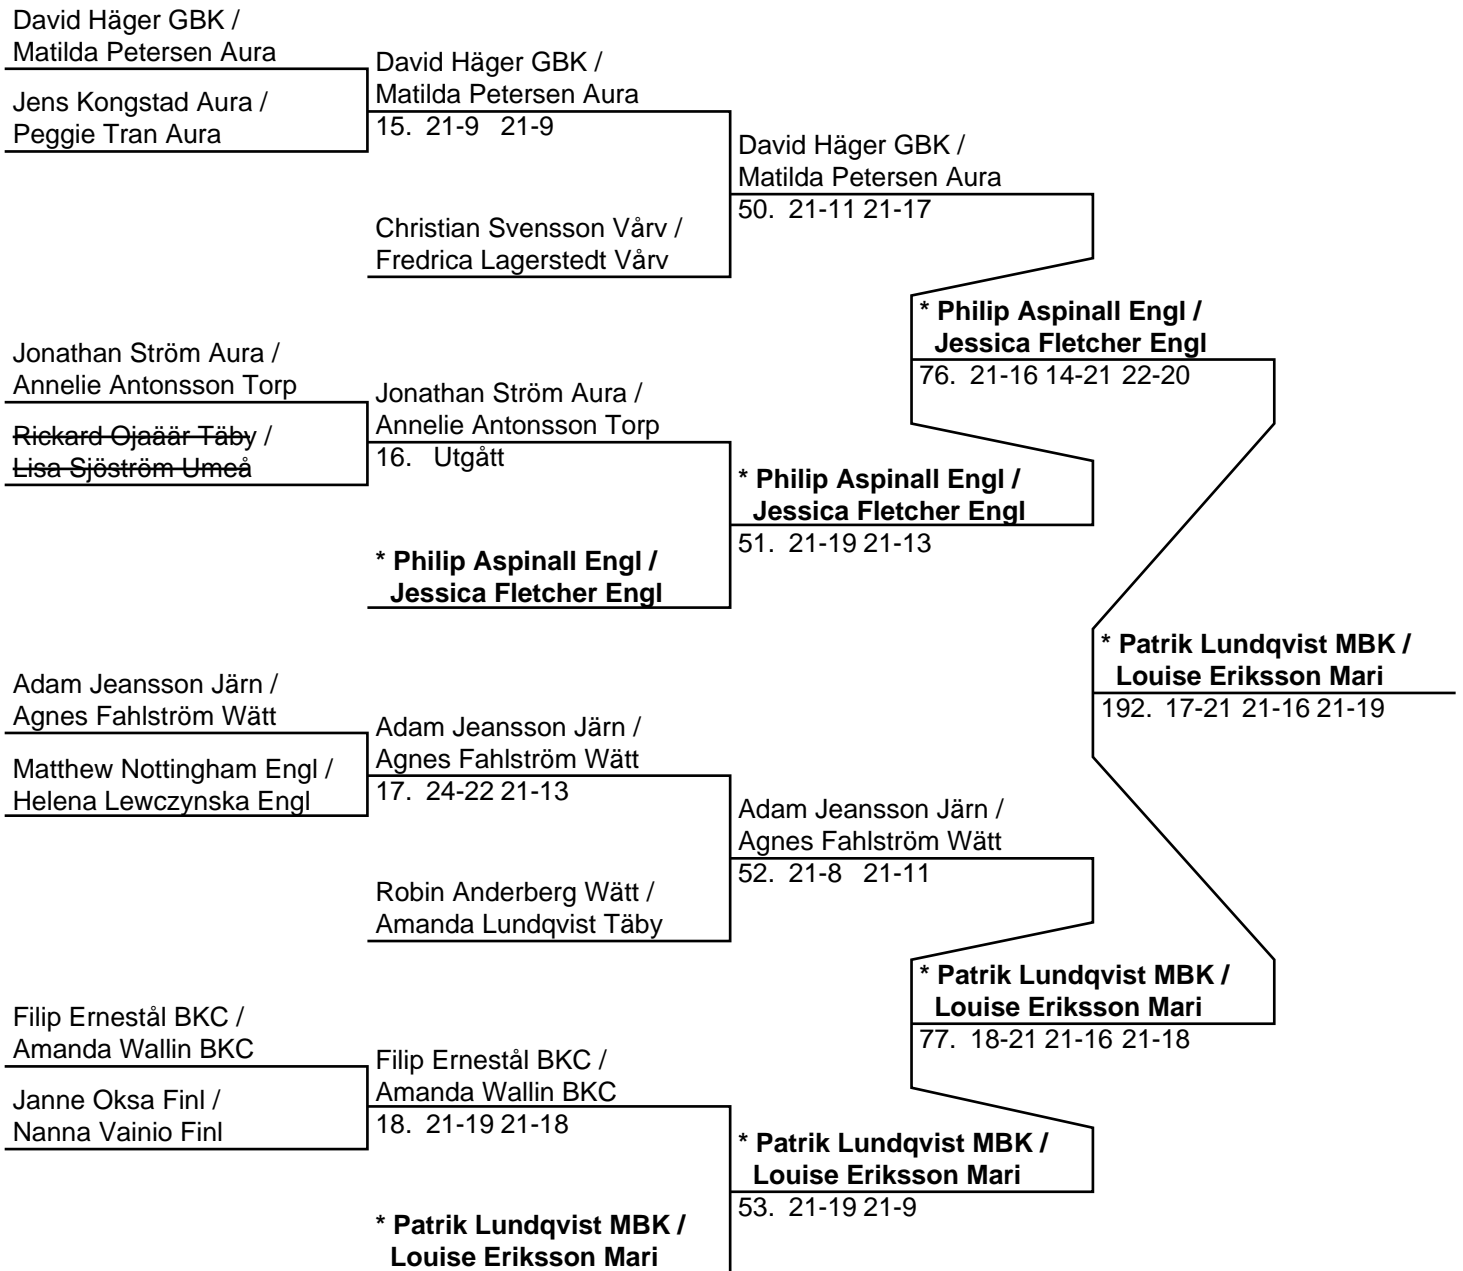 David Häger GBK /
Matilda Petersen Aura
Jens Kongstad Aura /
Peggie Tran Aura
David Häger GBK /
Matilda Petersen Aura
15. 21-9 21-9
Christian Svensson Vårv /
Fredrica Lagerstedt Vårv
David Häger GBK /
Matilda Petersen Aura
50. 21-11 21-17
Jonathan Ström Aura /
Annelie Antonsson Torp
Rickard Ojaäär Täby /
Lisa Sjöström Umeå
Jonathan Ström Aura /
Annelie Antonsson Torp
16. Utgått
* Philip Aspinall Engl /
Jessica Fletcher Engl
* Philip Aspinall Engl /
Jessica Fletcher Engl
51. 21-19 21-13
* Philip Aspinall Engl /
Jessica Fletcher Engl
76. 21-16 14-21 22-20
Adam Jeansson Järn /
Agnes Fahlström Wätt
Matthew Nottingham Engl /
Helena Lewczynska Engl
Adam Jeansson Järn /
Agnes Fahlström Wätt
17. 24-22 21-13
Robin Anderberg Wätt /
Amanda Lundqvist Täby
Adam Jeansson Järn /
Agnes Fahlström Wätt
52. 21-8 21-11
Filip Ernestål BKC /
Amanda Wallin BKC
Janne Oksa Finl /
Nanna Vainio Finl
Filip Ernestål BKC /
Amanda Wallin BKC
18. 21-19 21-18
* Patrik Lundqvist MBK /
Louise Eriksson Mari
* Patrik Lundqvist MBK /
Louise Eriksson Mari
53. 21-19 21-9
* Patrik Lundqvist MBK /
Louise Eriksson Mari
77. 18-21 21-16 21-18
* Patrik Lundqvist MBK /
Louise Eriksson Mari
192. 17-21 21-16 21-19